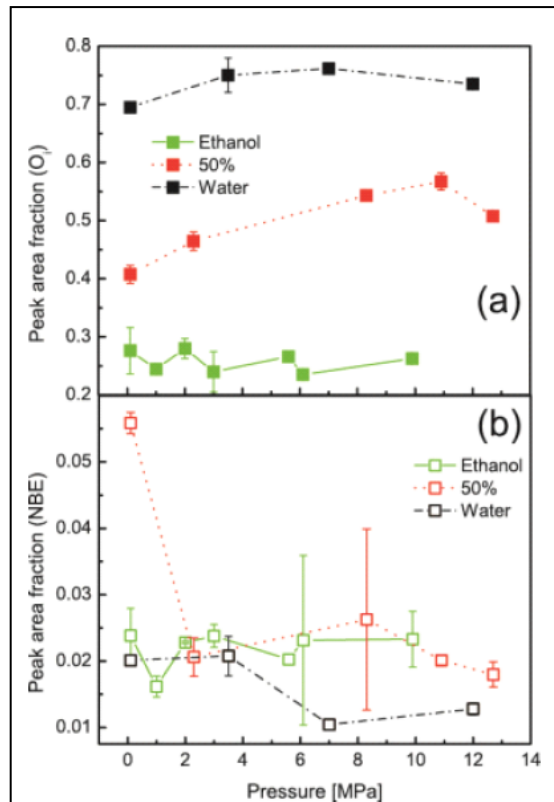 0.8
0.7
0.6
0.5
0.4
0.3
0.2
Peak area fraction (Oᵢ)
Ethanol
50%
Water
(a)
(b)
0.05
0.04
0.03
0.02
0.01
Peak area fraction (NBE)
Ethanol
50%
Water
0 2 4 6 8 10 12 14
Pressure [MPa]